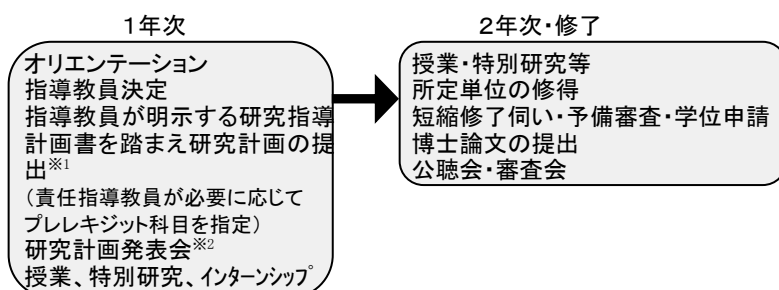 1年次
オリエンテーション
指導教員決定
指導教員が明示する研究指導
計画書を踏まえ研究計画の提
出※1
(責任指導教員が必要に応じて
プレレキジット科目を指定)
研究計画発表会※2
授業、特別研究、インターンシップ
2年次・修了
授業・特別研究等
所定単位の修得
短縮修了伺い・予備審査・学位申請
博士論文の提出
公聴会・審査会